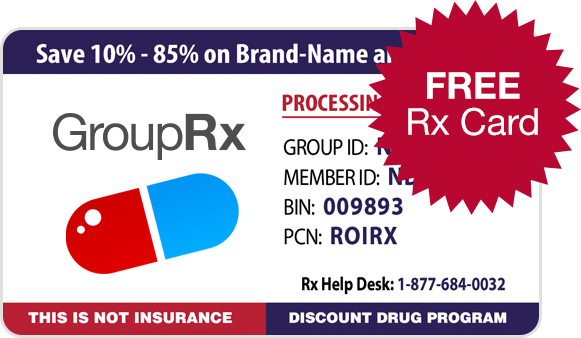 Save 10% - 85% on Brand-Name
FREE
Rx Card
GroupRx
PROCESSIN
GROUP ID: N
MEMBER ID: ND
BIN: 009893
PCN: ROIRX
Rx Help Desk: 1-877-684-0032
THIS IS NOT INSURANCE
DISCOUNT DRUG PROGRAM